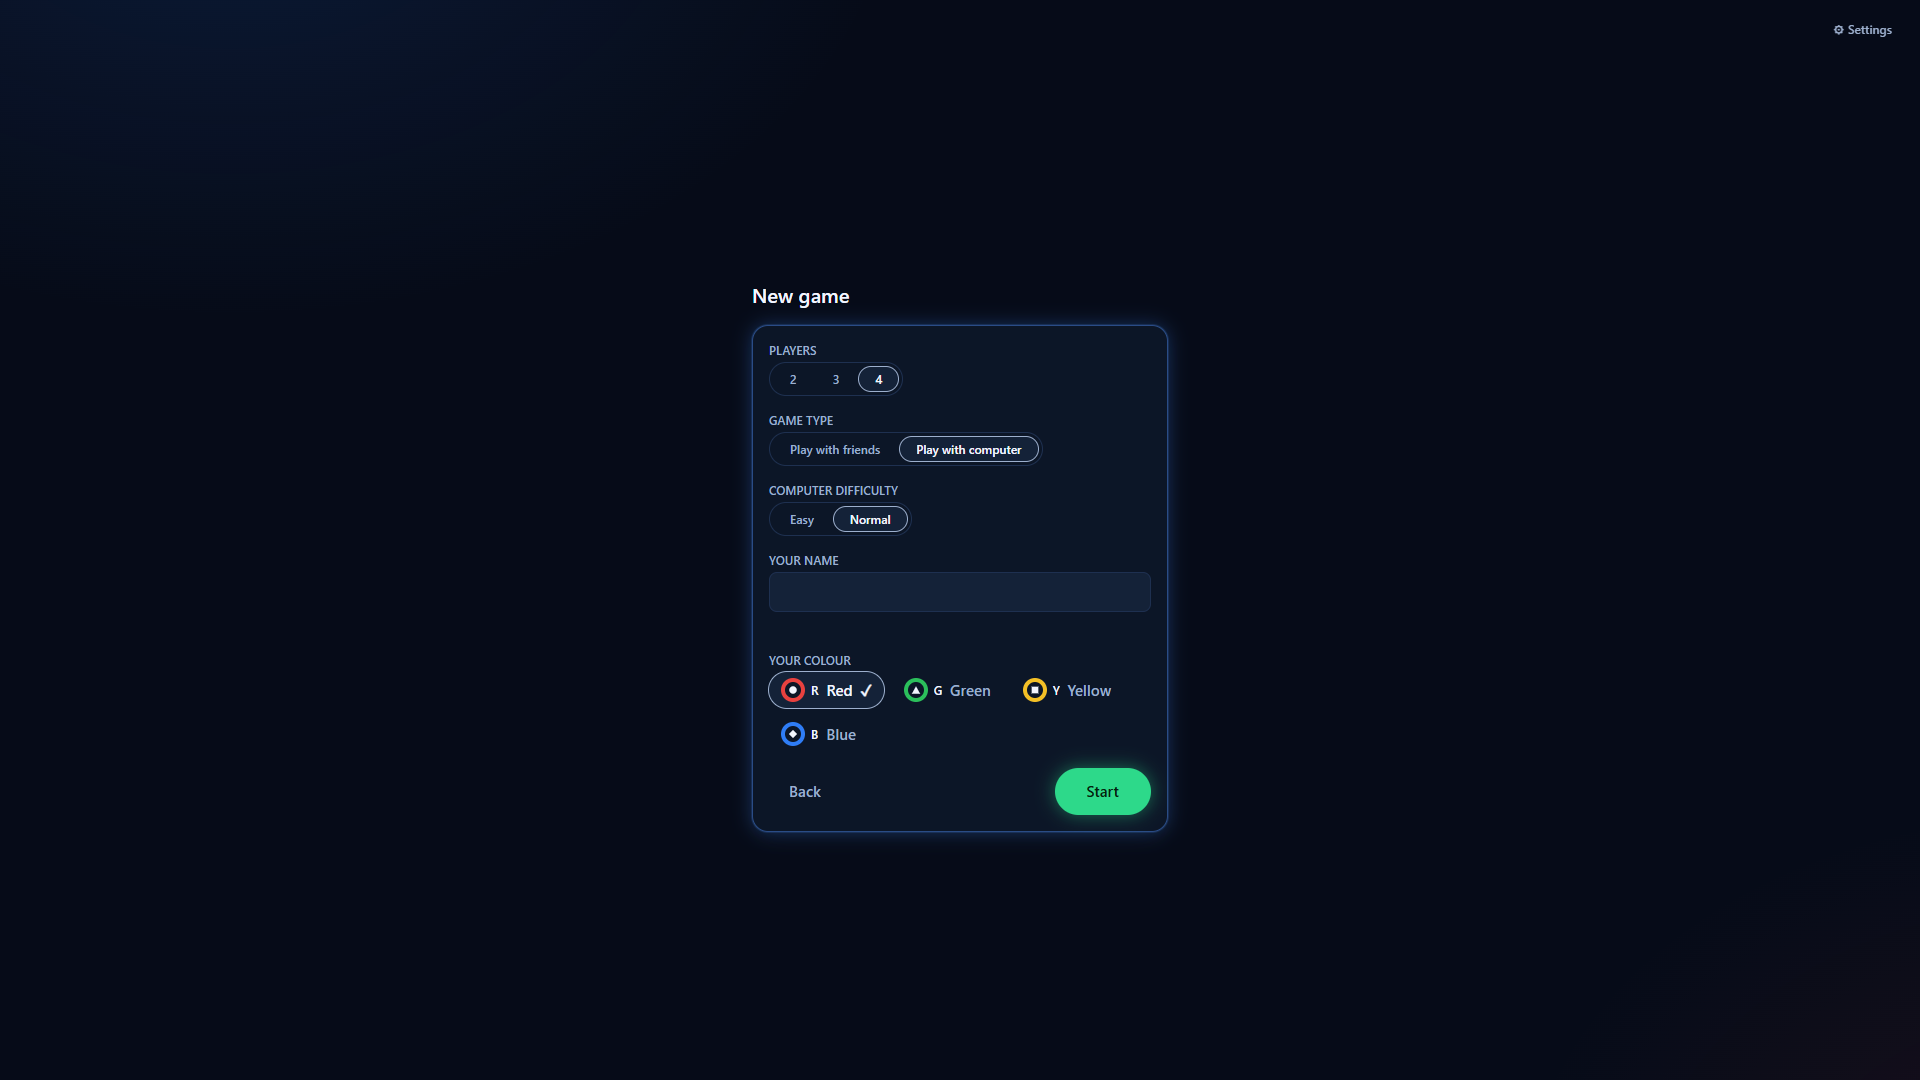 ⚙ Settings
New game
PLAYERS
2 3 4
GAME TYPE
Play with friends Play with computer
COMPUTER DIFFICULTY
Easy Normal
YOUR NAME
YOUR COLOUR
R Red ✓ G Green Y Yellow
B Blue
Back Start